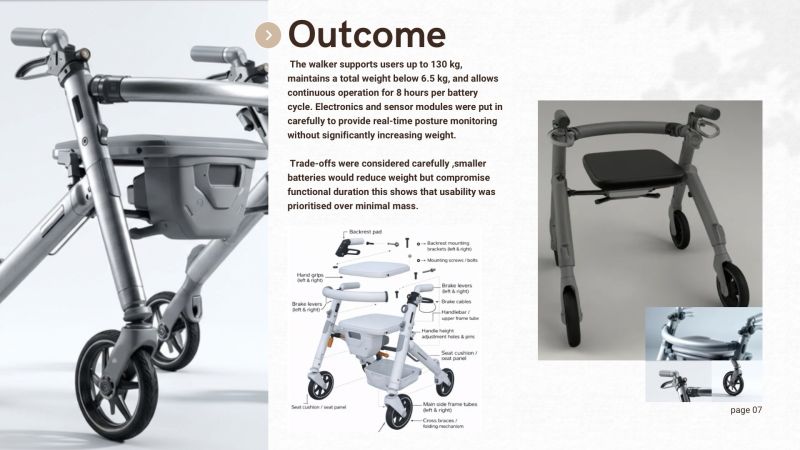 Outcome
The walker supports users up to 130 kg,
maintains a total weight below 6.5 kg, and allows
continuous operation for 8 hours per battery
cycle. Electronics and sensor modules were put in
carefully to provide real-time posture monitoring
without significantly increasing weight.
Trade-offs were considered carefully ,smaller
batteries would reduce weight but compromise
functional duration this shows that usability was
prioritised over minimal mass.
Backrest pad
Backrest mounting
brackets (left & right)
Mounting screws / bolts
Hand grips
(left & right)
Brake levers
(left & right)
Brake levers
(left & right)
Brake cables
Handlebar /
upper frame tube
Handle height
adjustment holes & pins
Seat cushion /
seat panel
Seat cushion / seat panel
Main side frame tubes
(left & right)
Cross braces /
folding mechanism
page 07